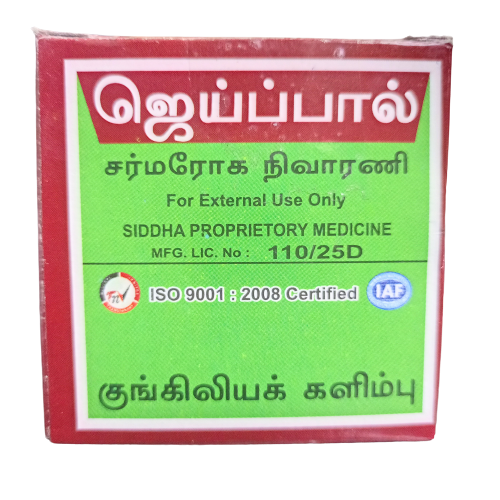 ஜெய்ப்பால்
சர்மரோக நிவாரணி
For External Use Only
SIDDHA PROPRIETORY MEDICINE
MFG. LIC. No : 110/25D
ISO 9001 : 2008 Certified IAF
குங்கிலியக் களிம்பு